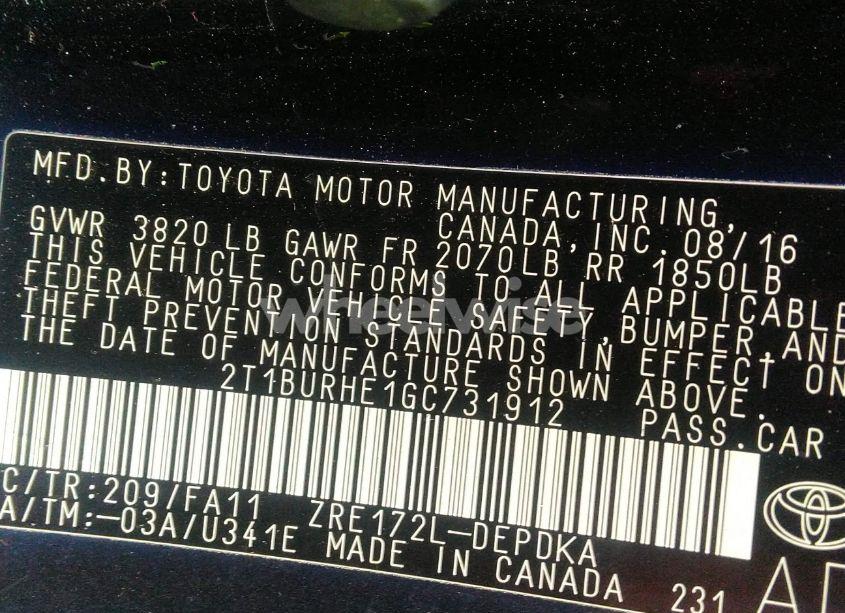 MFD.BY:TOYOTA MOTOR MANUFACTURING,
CANADA,INC. 08/16
GVWR 3820 LB GAWR FR 2070LB RR 1850LB
THIS VEHICLE CONFORMS TO ALL APPLICABLE
FEDERAL MOTOR VEHICLE SAFETY,BUMPER,AND
THEFT PREVENTION STANDARDS IN EFFECT ON
THE DATE OF MANUFACTURE SHOWN ABOVE.
2T1BURHE1GC731912 PASS.CAR
C/TR:209/FA11 ZRE172L-DEPDKA
A/TM:-03A/U341E MADE IN CANADA 231
wheelwise